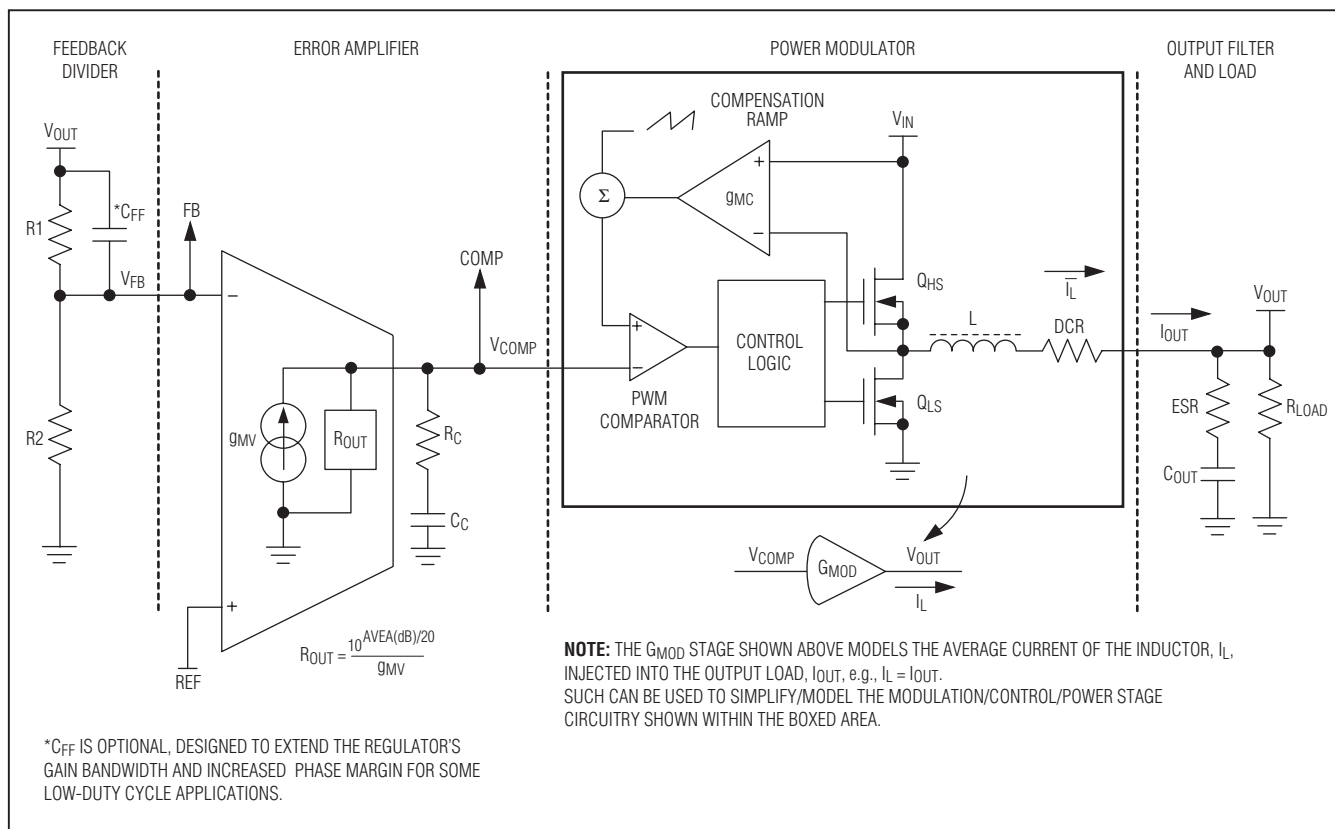 FEEDBACK
DIVIDER
ERROR AMPLIFIER
POWER MODULATOR
OUTPUT FILTER
AND LOAD
VOUT
R1
*CFF
VFB
R2
FB
−
gMV
ROUT
+
REF
ROUT = 10^AVEA(dB)/20
gMV
COMP
VCOMP
RC
CC
COMPENSATION
RAMP
Σ
+
gMC
−
VIN
+
−
PWM
COMPARATOR
CONTROL
LOGIC
QHS
QLS
IL
L
DCR
IOUT
VOUT
ESR
COUT
RLOAD
VCOMP
GMOD
VOUT
IL
NOTE: THE GMOD STAGE SHOWN ABOVE MODELS THE AVERAGE CURRENT OF THE INDUCTOR, IL,
INJECTED INTO THE OUTPUT LOAD, IOUT, e.g., IL = IOUT.
SUCH CAN BE USED TO SIMPLIFY/MODEL THE MODULATION/CONTROL/POWER STAGE
CIRCUITRY SHOWN WITHIN THE BOXED AREA.
*CFF IS OPTIONAL, DESIGNED TO EXTEND THE REGULATOR'S
GAIN BANDWIDTH AND INCREASED PHASE MARGIN FOR SOME
LOW-DUTY CYCLE APPLICATIONS.